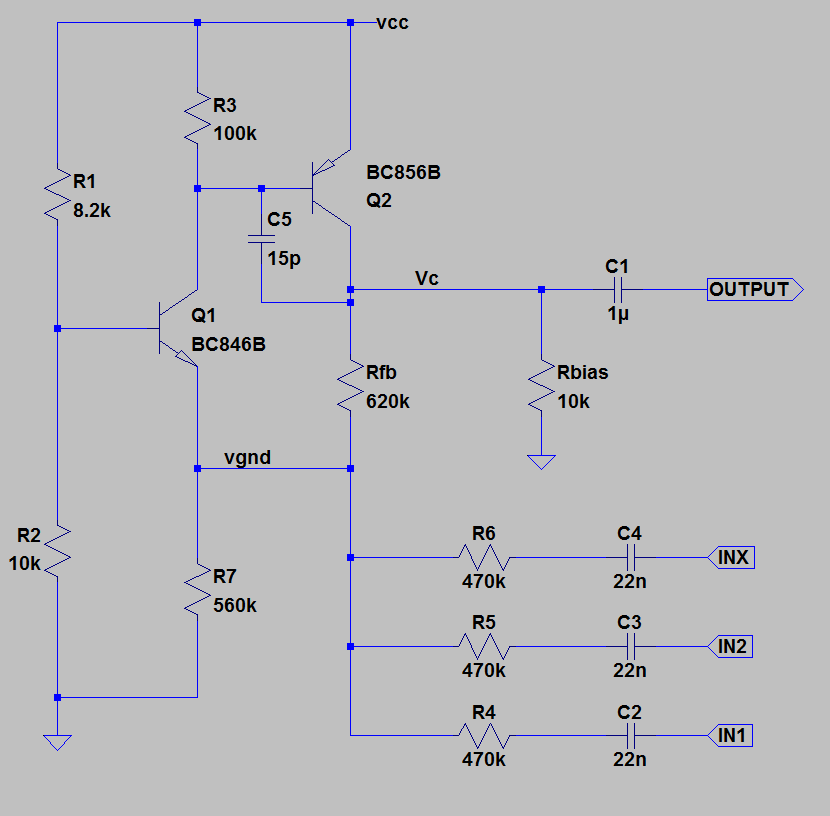 vcc
R3
100k
R1
8.2k
BC856B
Q2
C5
15p
Vc
C1
OUTPUT
1µ
Q1
BC846B
Rfb
620k
Rbias
10k
vgnd
R2
10k
R7
560k
R6
470k
C4
22n
INX
R5
470k
C3
22n
IN2
R4
470k
C2
22n
IN1